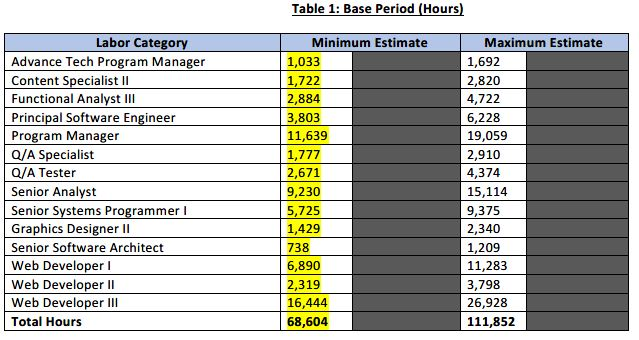 Table 1: Base Period (Hours)
Labor Category Minimum Estimate Maximum Estimate
Advance Tech Program Manager 1,033 1,692
Content Specialist II 1,722 2,820
Functional Analyst III 2,884 4,722
Principal Software Engineer 3,803 6,228
Program Manager 11,639 19,059
Q/A Specialist 1,777 2,910
Q/A Tester 2,671 4,374
Senior Analyst 9,230 15,114
Senior Systems Programmer I 5,725 9,375
Graphics Designer II 1,429 2,340
Senior Software Architect 738 1,209
Web Developer I 6,890 11,283
Web Developer II 2,319 3,798
Web Developer III 16,444 26,928
Total Hours 68,604 111,852